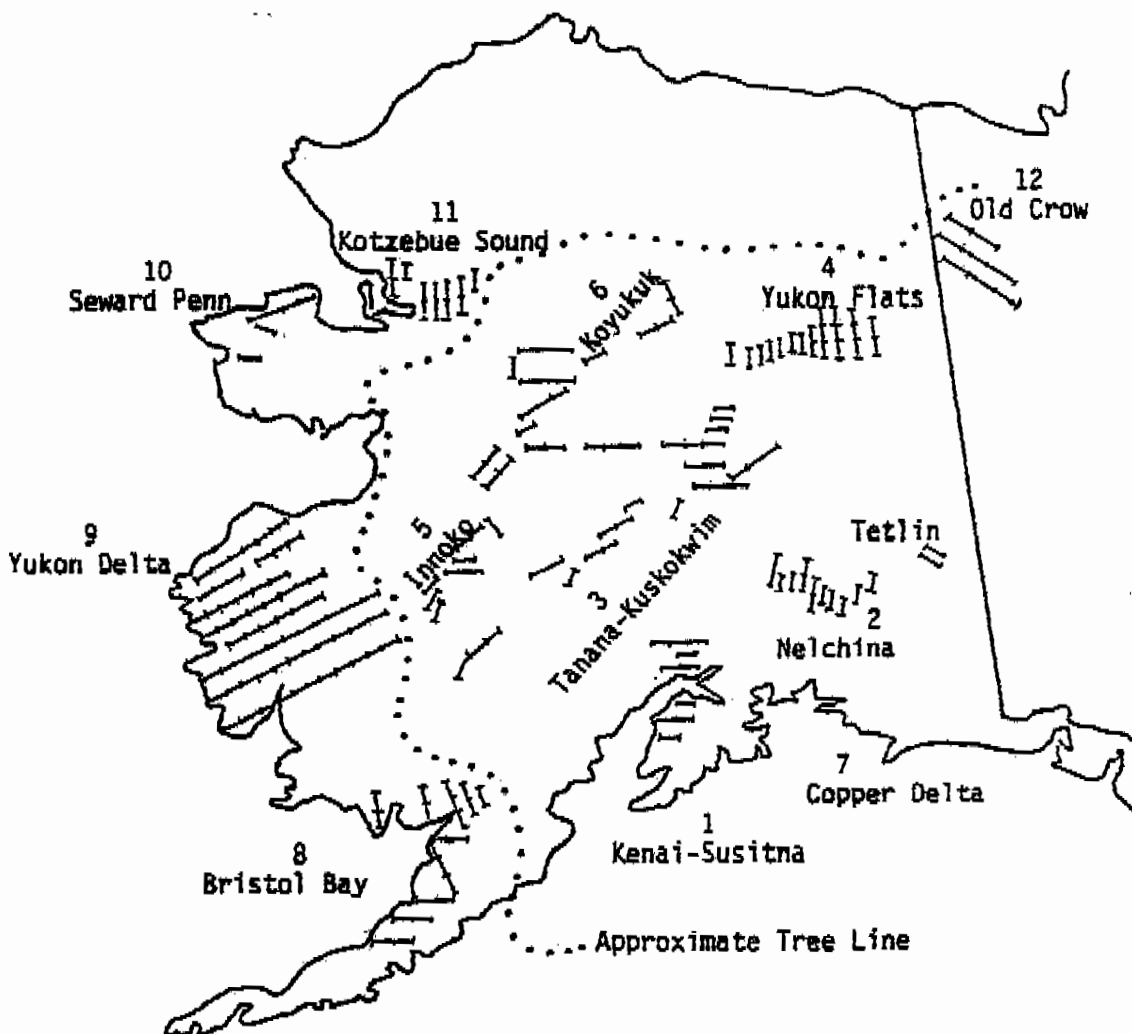 12
Old Crow
11
Kotzebue Sound
10
Seward Penn
4
Yukon Flats
6
Koyukuk
9
Yukon Delta
5
Innoko
Tetlin
3
Tanana-Kuskokwim
2
Nelchina
7
Copper Delta
1
Kenai-Susitna
8
Bristol Bay
Approximate Tree Line